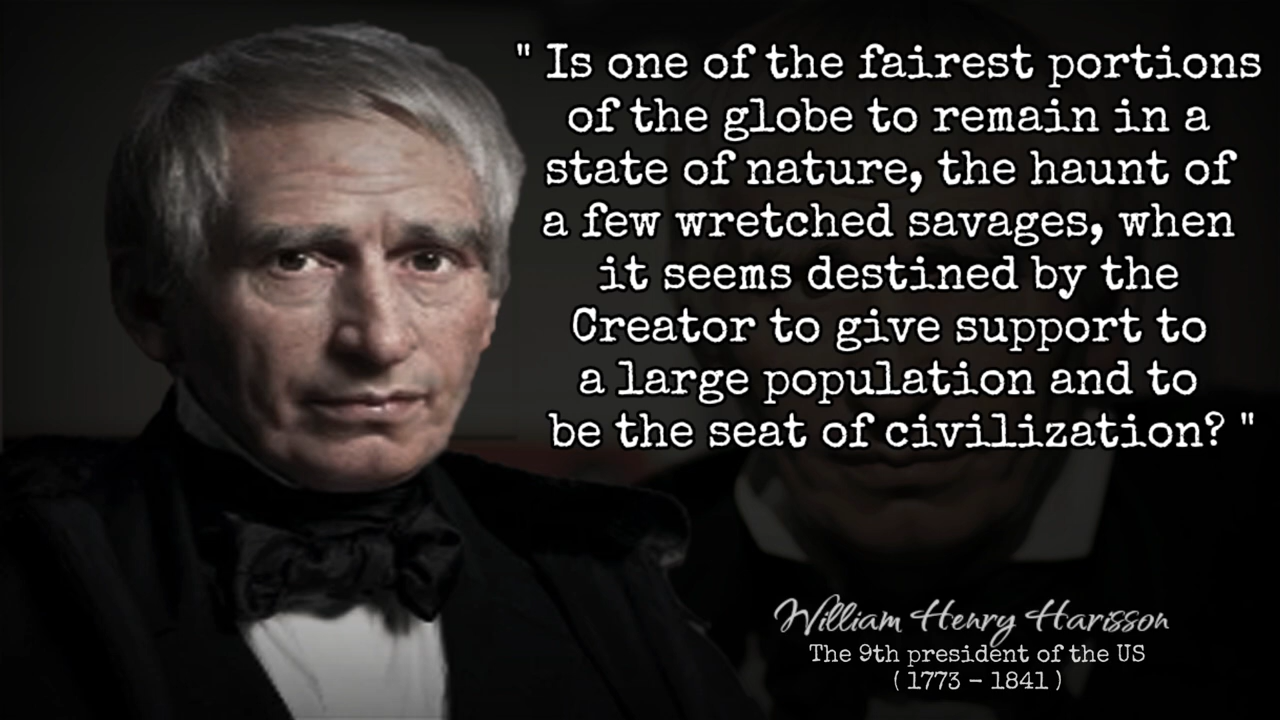 " Is one of the fairest portions
of the globe to remain in a
state of nature, the haunt of
a few wretched savages, when
it seems destined by the
Creator to give support to
a large population and to
be the seat of civilization? "
William Henry Harisson
The 9th president of the US
( 1773 - 1841 )